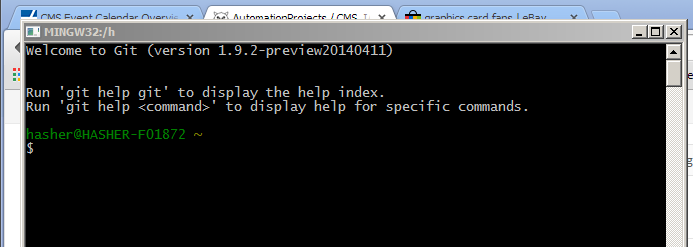 CMS Event Calendar Overvie
AutomationProjects / CMS
graphics card fans | eBay
MINGW32:/h
Welcome to Git (version 1.9.2-preview20140411)
Run 'git help git' to display the help index.
Run 'git help <command>' to display help for specific commands.
hasher@HASHER-F01872 ~
$